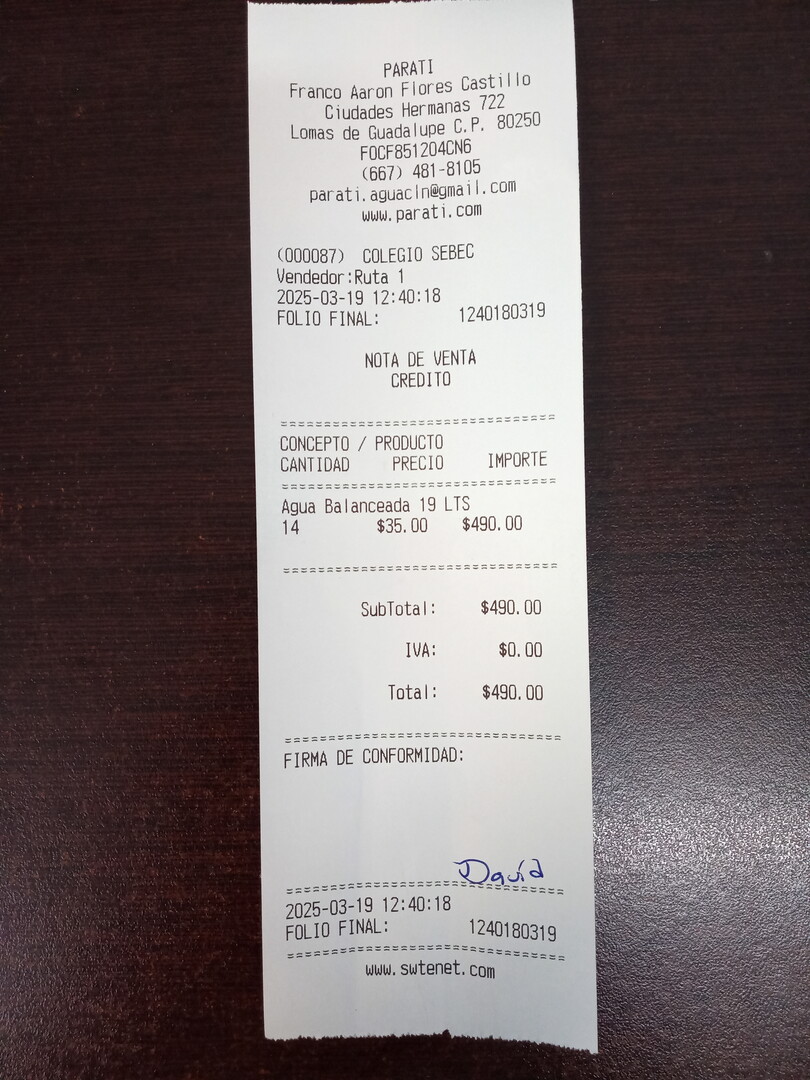 PARATI
Franco Aaron Flores Castillo
Ciudades Hermanas 722
Lomas de Guadalupe C.P. 80250
FOCF851204CN6
(667) 481-8105
parati.aguacln@gmail.com
www.parati.com
(000087) COLEGIO SEBEC
Vendedor:Ruta 1
2025-03-19 12:40:18
FOLIO FINAL: 1240180319
NOTA DE VENTA
CREDITO
==================================
CONCEPTO / PRODUCTO
CANTIDAD PRECIO IMPORTE
==================================
Agua Balanceada 19 LTS
14 $35.00 $490.00
==================================
SubTotal: $490.00
IVA: $0.00
Total: $490.00
==================================
FIRMA DE CONFORMIDAD:
David
==================================
2025-03-19 12:40:18
FOLIO FINAL: 1240180319
==================================
www.swtenet.com